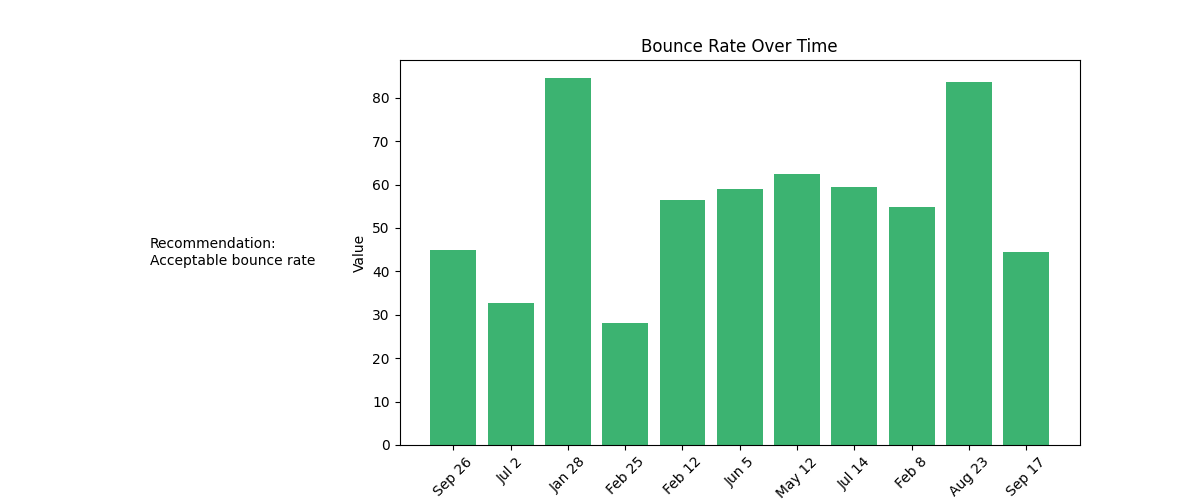 Bounce Rate Over Time
Recommendation:
Acceptable bounce rate
Value
80
70
60
50
40
30
20
10
0
Sep 26
Jul 2
Jan 28
Feb 25
Feb 12
Jun 5
May 12
Jul 14
Feb 8
Aug 23
Sep 17